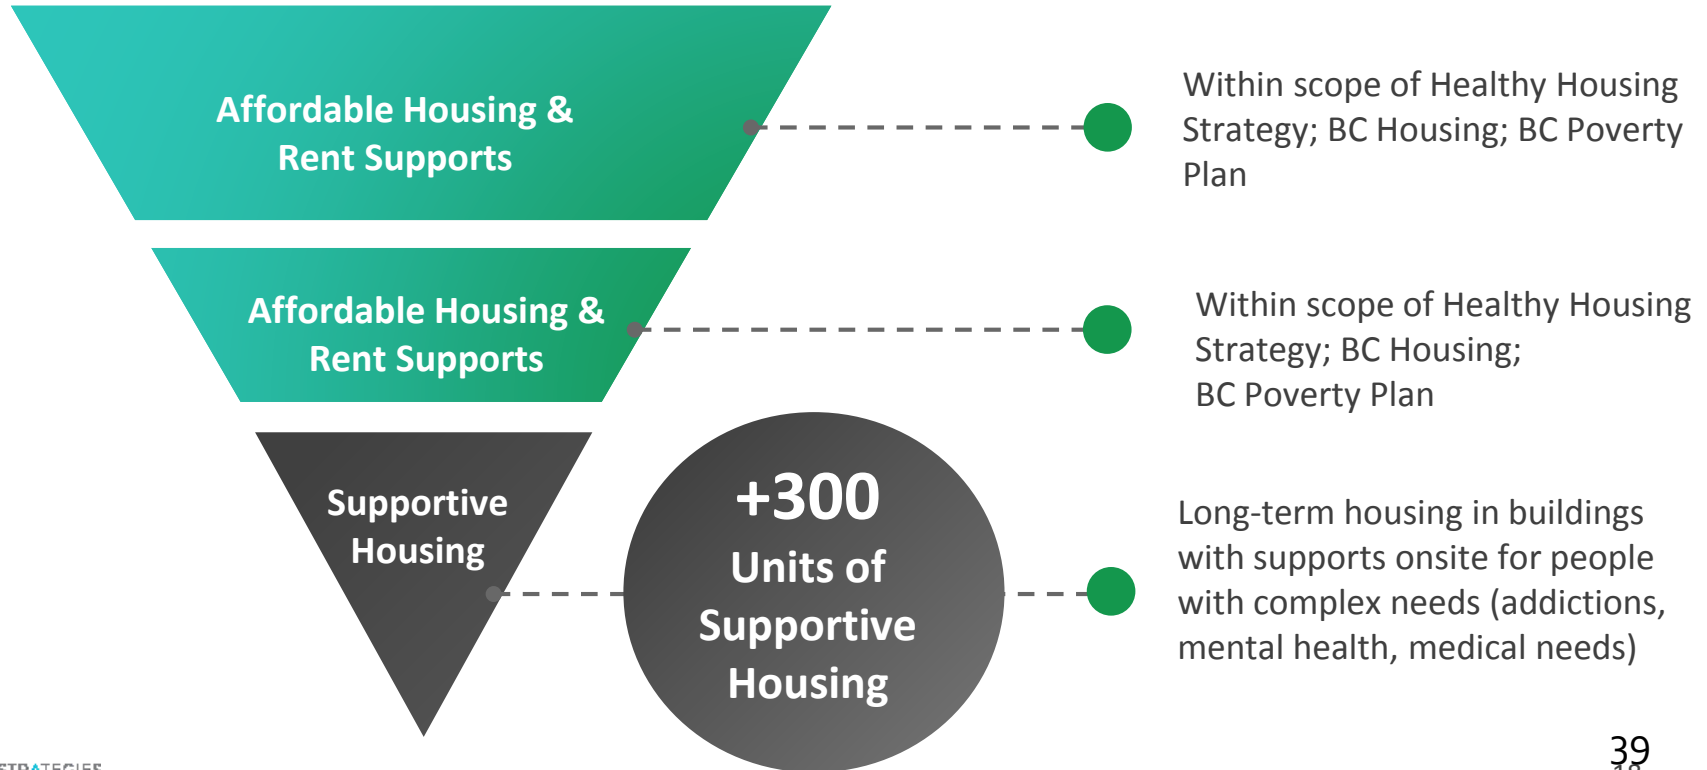 Affordable Housing &
Rent Supports
Within scope of Healthy Housing
Strategy; BC Housing; BC Poverty
Plan
Affordable Housing &
Rent Supports
Within scope of Healthy Housing
Strategy; BC Housing;
BC Poverty Plan
Supportive
Housing
+300
Units of
Supportive
Housing
Long-term housing in buildings
with supports onsite for people
with complex needs (addictions,
mental health, medical needs)
39